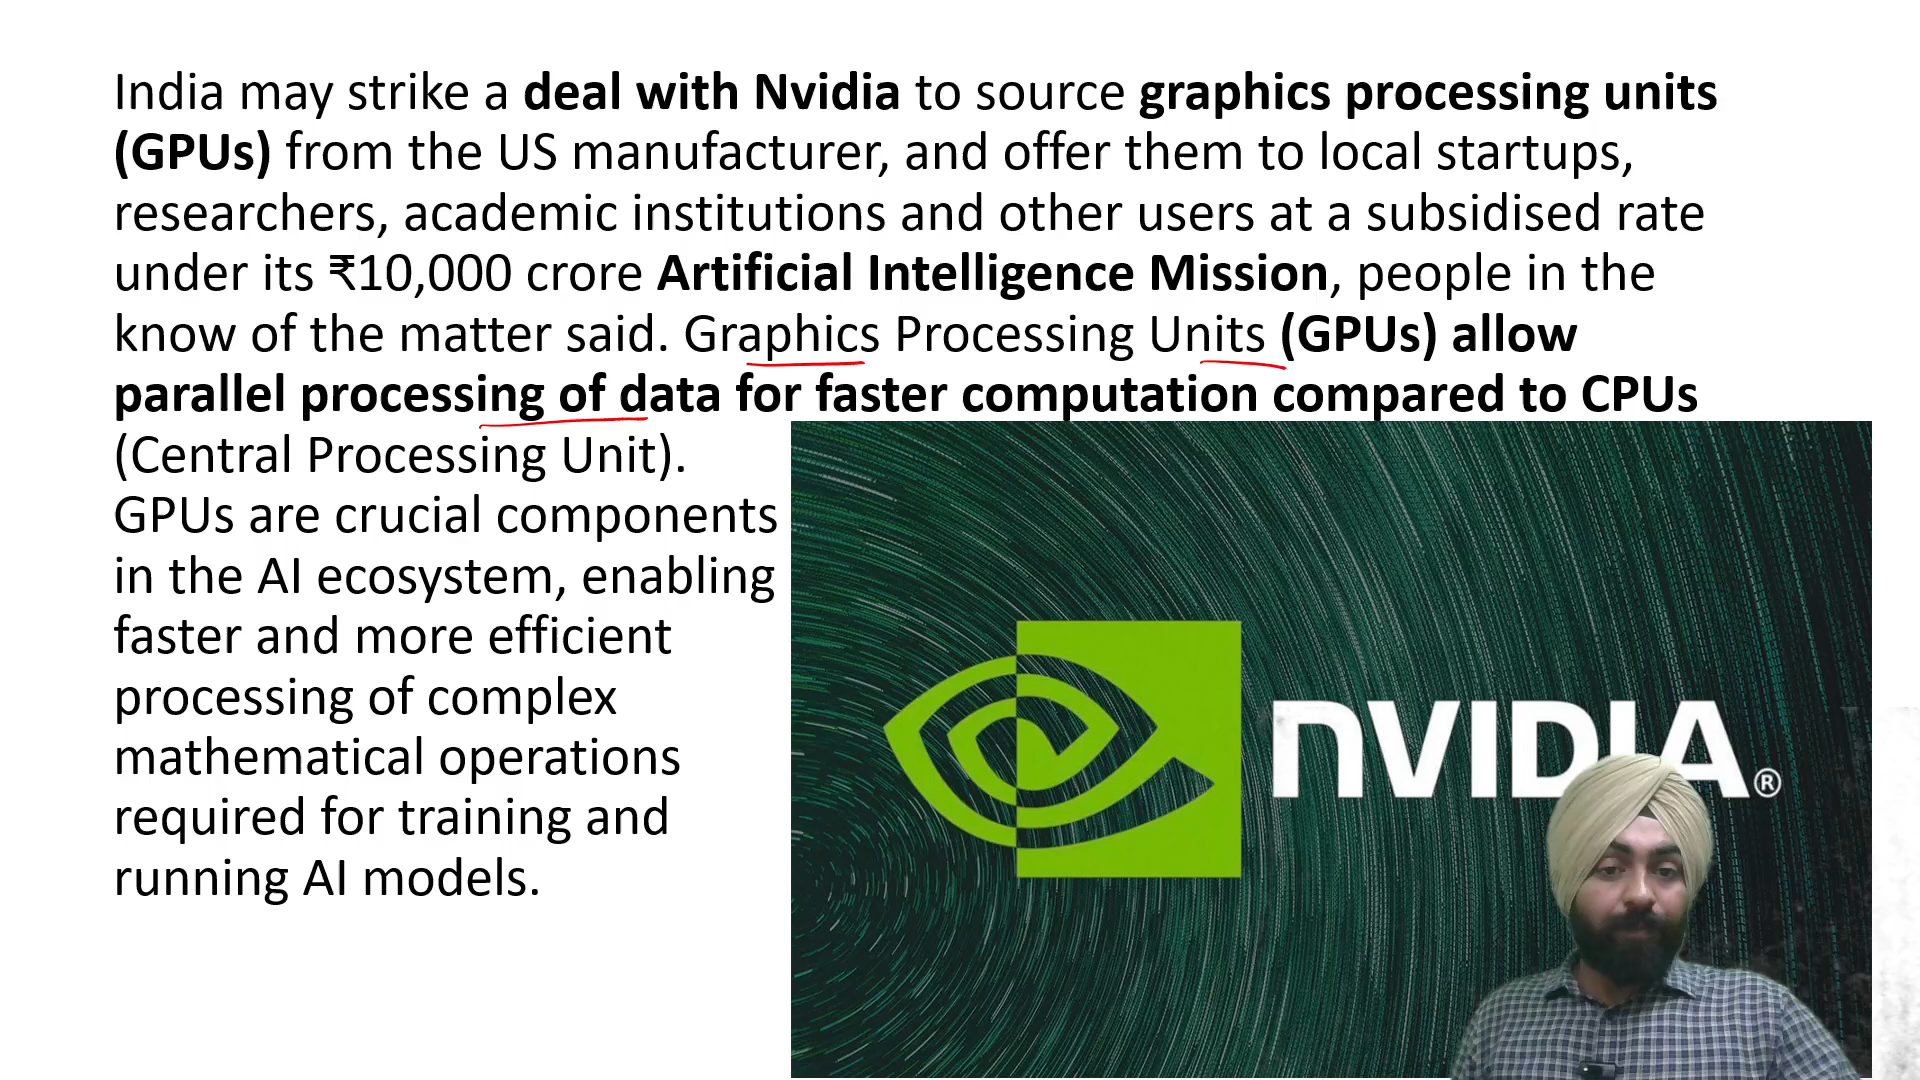 India may strike a deal with Nvidia to source graphics processing units
(GPUs) from the US manufacturer, and offer them to local startups,
researchers, academic institutions and other users at a subsidised rate
under its ₹10,000 crore Artificial Intelligence Mission, people in the
know of the matter said. Graphics Processing Units (GPUs) allow
parallel processing of data for faster computation compared to CPUs
(Central Processing Unit).
GPUs are crucial components
in the AI ecosystem, enabling
faster and more efficient
processing of complex
mathematical operations
required for training and
running AI models.
NVIDIA®